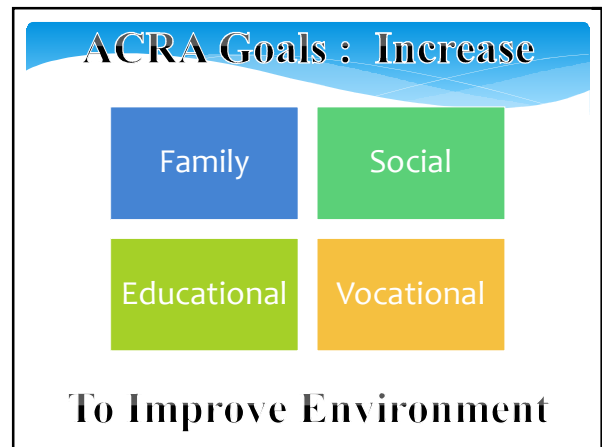 ACRA Goals : Increase
Family
Social
Educational
Vocational
To Improve Environment